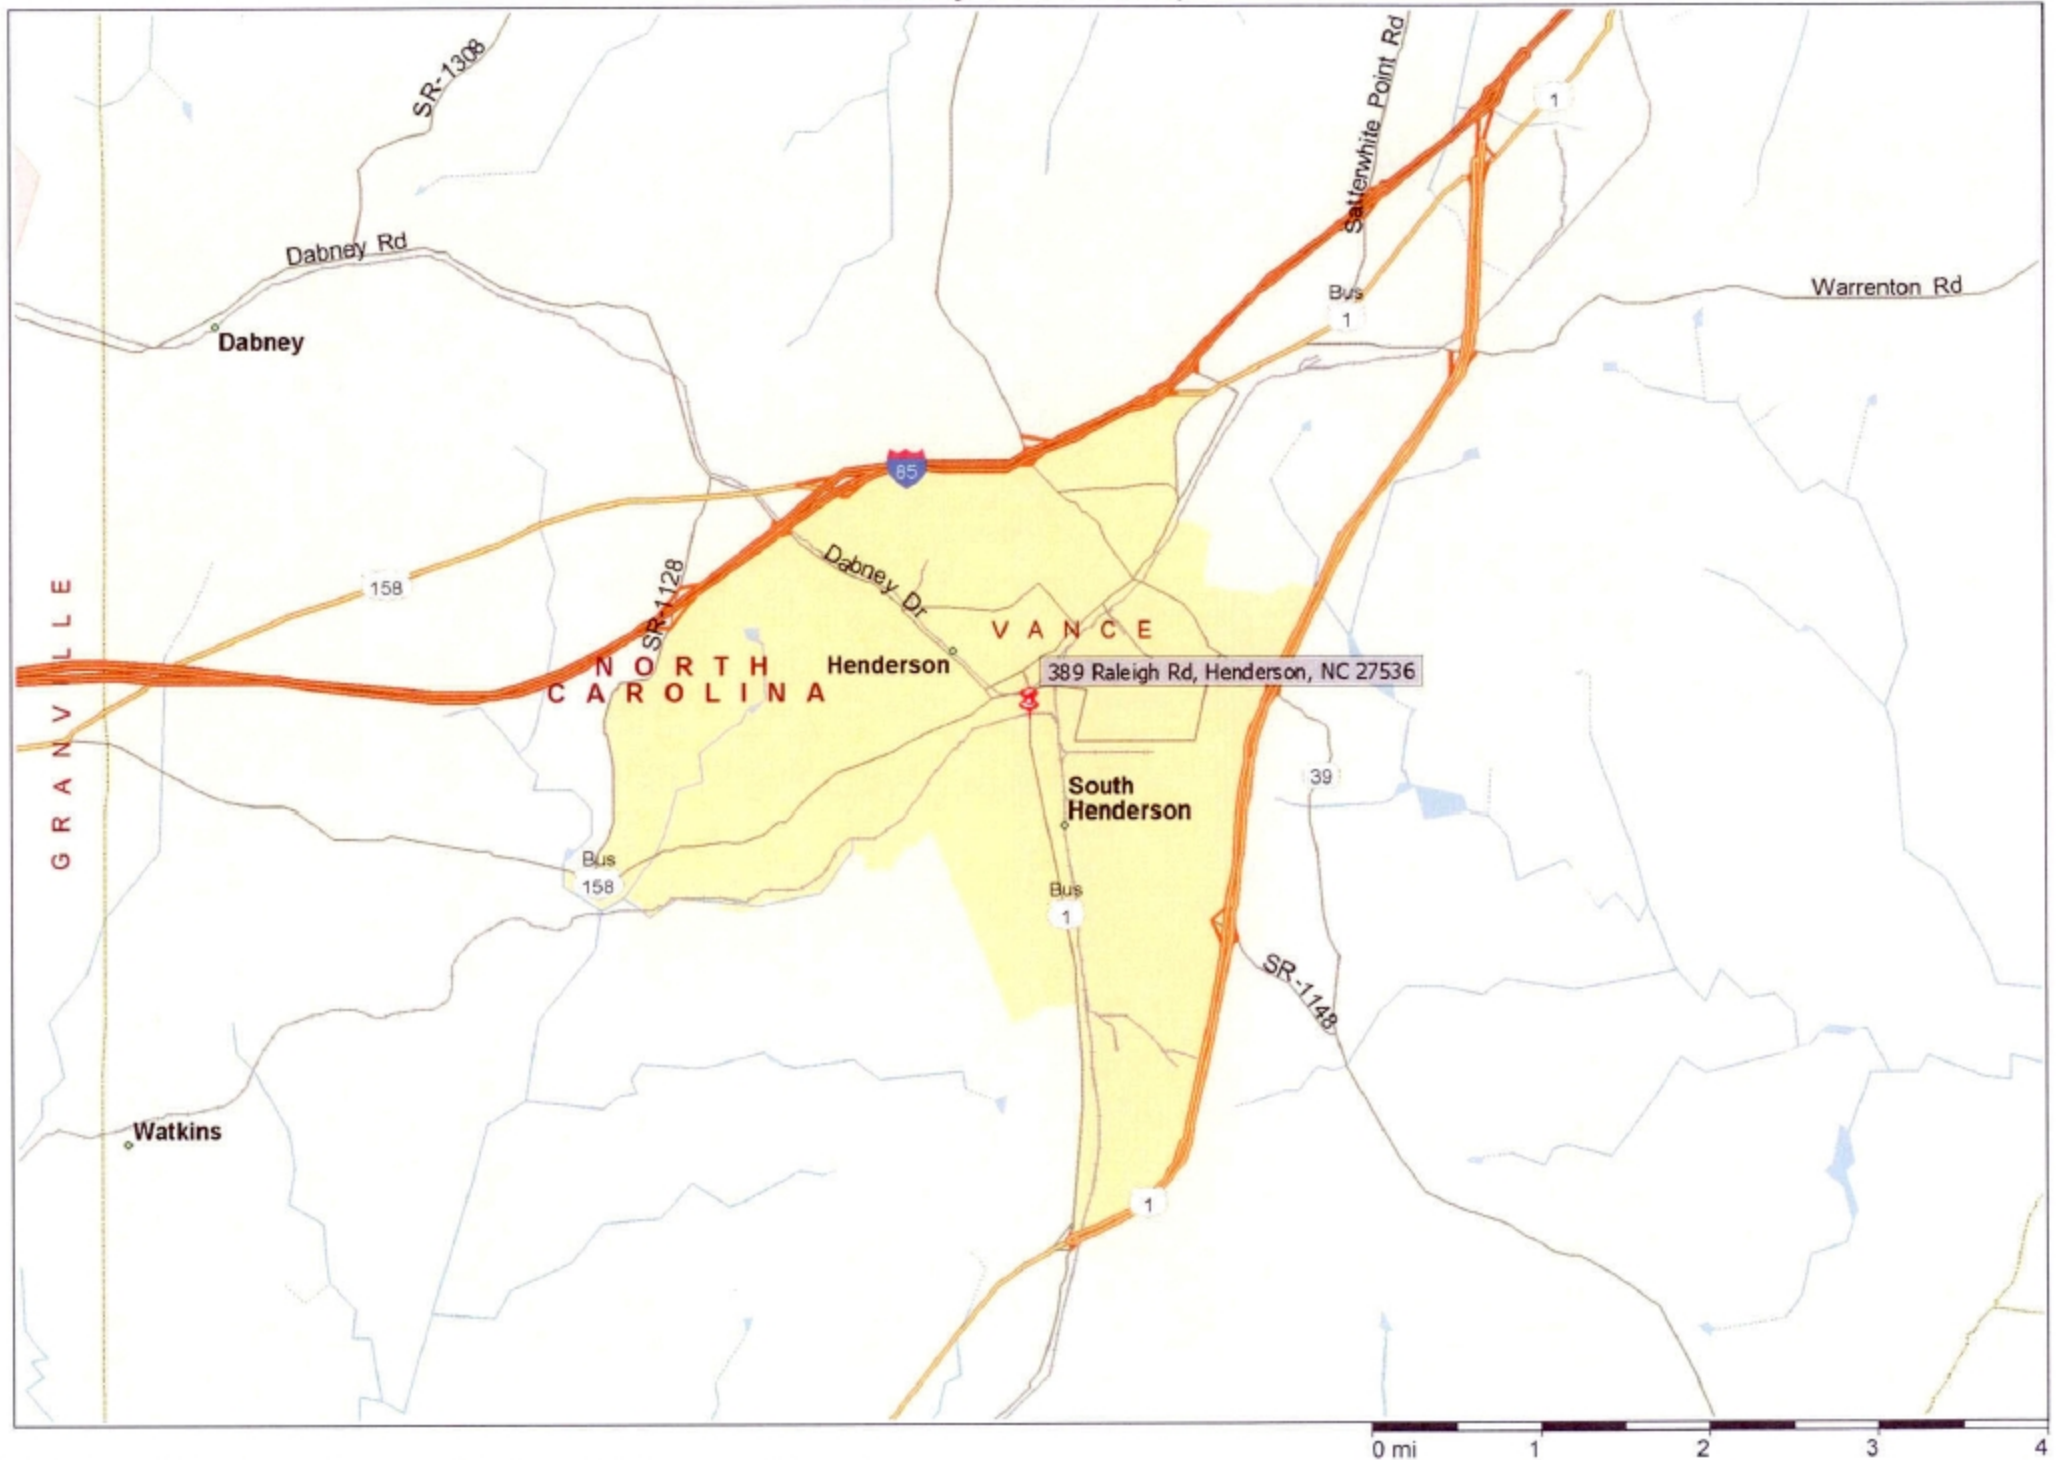 SR-1308
Satterwhite Point Rd
1
Dabney Rd
Warrenton Rd
Bus
1
Dabney
85
158
SR-1128
Dabney Dr
GRANVILLE
VANCE
NORTH
CAROLINA
Henderson
389 Raleigh Rd, Henderson, NC 27536
39
South
Henderson
Bus
158
Bus
1
SR-1148
Watkins
1
0 mi 1 2 3 4